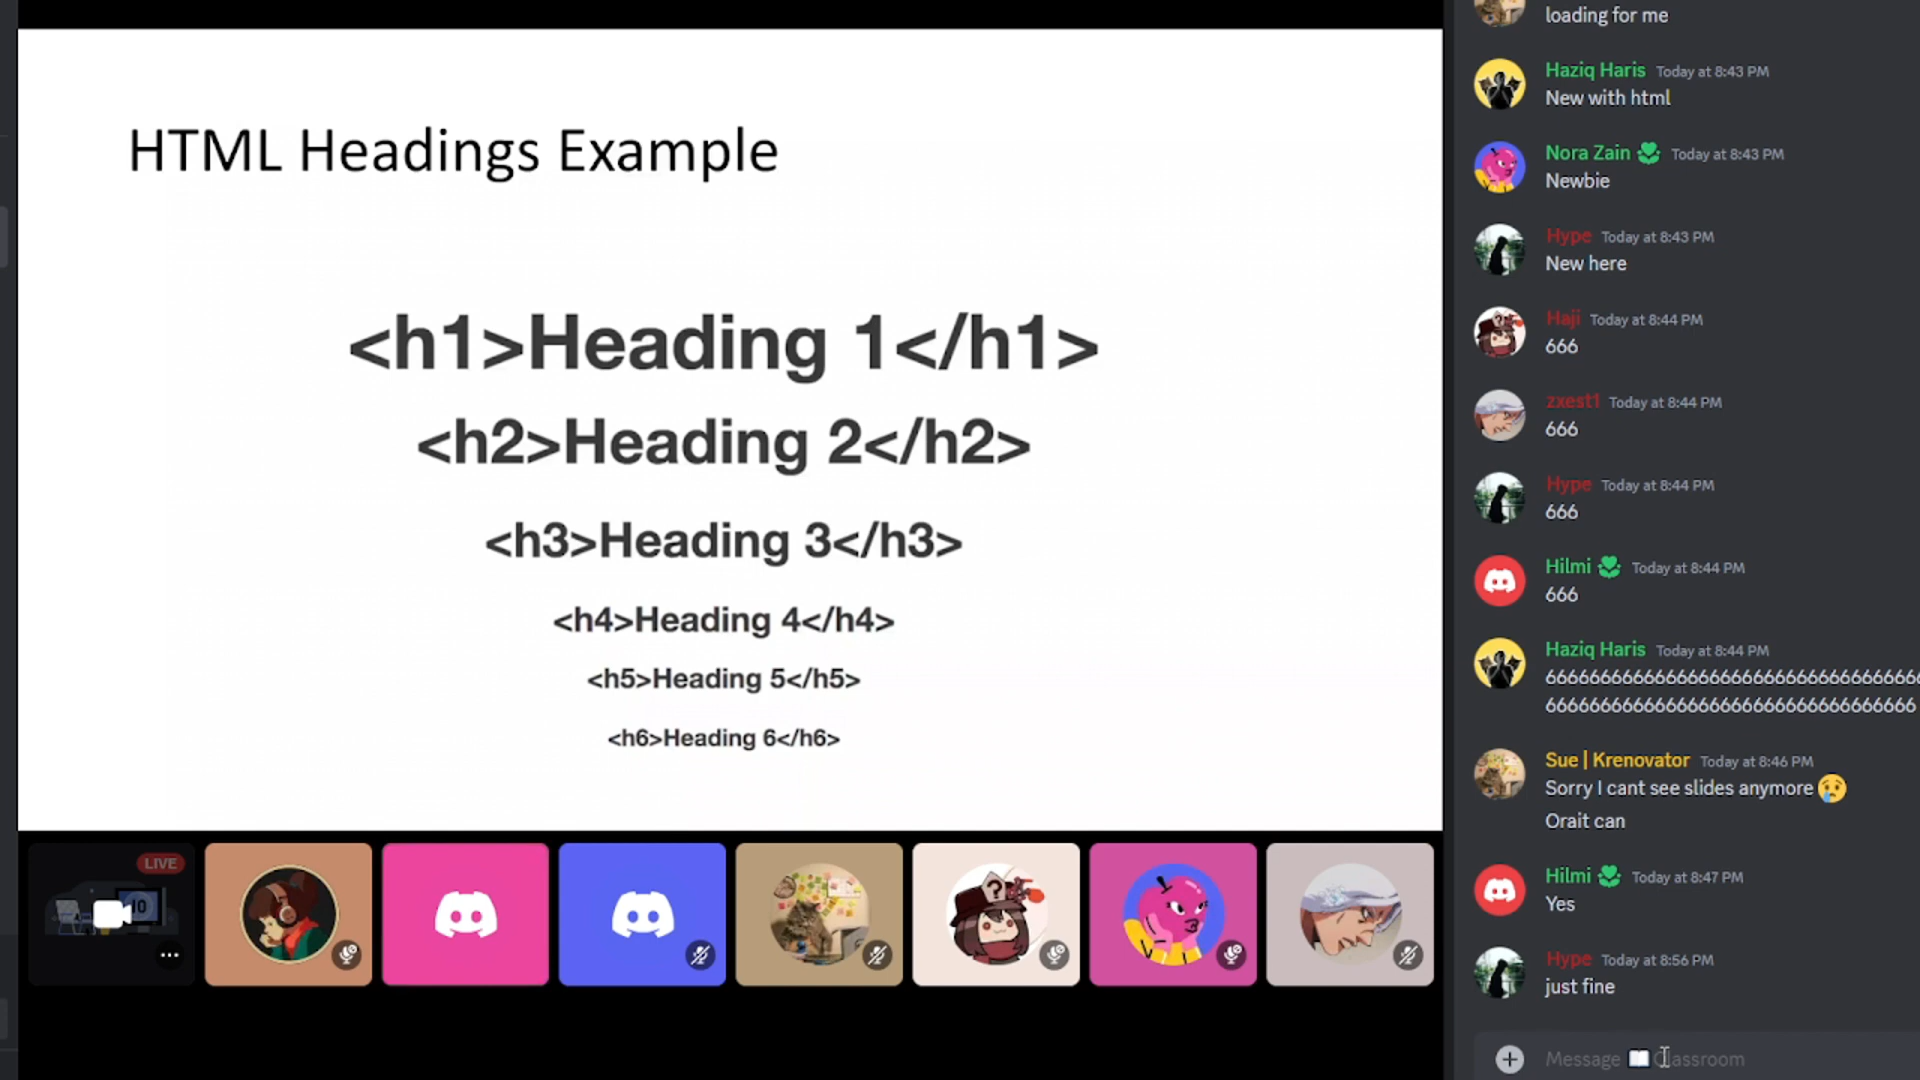 HTML Headings Example
<h1>Heading 1</h1>
<h2>Heading 2</h2>
<h3>Heading 3</h3>
<h4>Heading 4</h4>
<h5>Heading 5</h5>
<h6>Heading 6</h6>
LIVE
10
loading for me
Haziq Haris Today at 8:43 PM
New with html
Nora Zain Today at 8:43 PM
Newbie
Hype Today at 8:43 PM
New here
Haji Today at 8:44 PM
666
zxest1 Today at 8:44 PM
666
Hype Today at 8:44 PM
666
Hilmi Today at 8:44 PM
666
Haziq Haris Today at 8:44 PM
Sue | Krenovator Today at 8:46 PM
Sorry I cant see slides anymore 😢
Orait can
Hilmi Today at 8:47 PM
Yes
Hype Today at 8:56 PM
just fine
Message 📖 Classroom